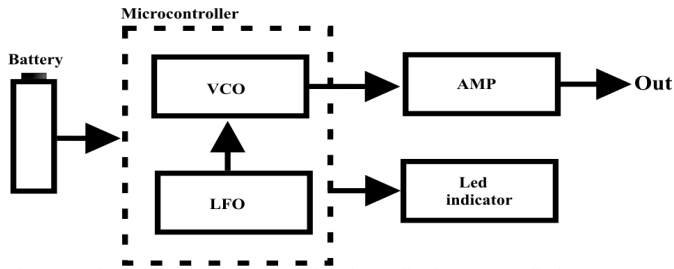 Microcontroller
Battery
VCO
AMP
Out
LFO
Led
indicator